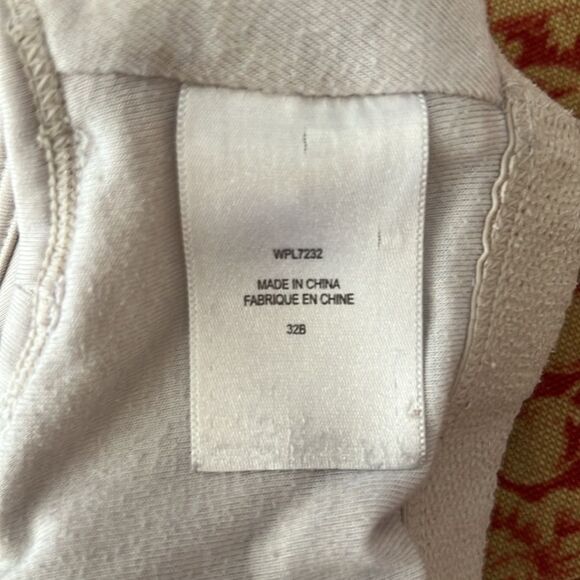 WPL7232
MADE IN CHINA
FABRIQUE EN CHINE
32B